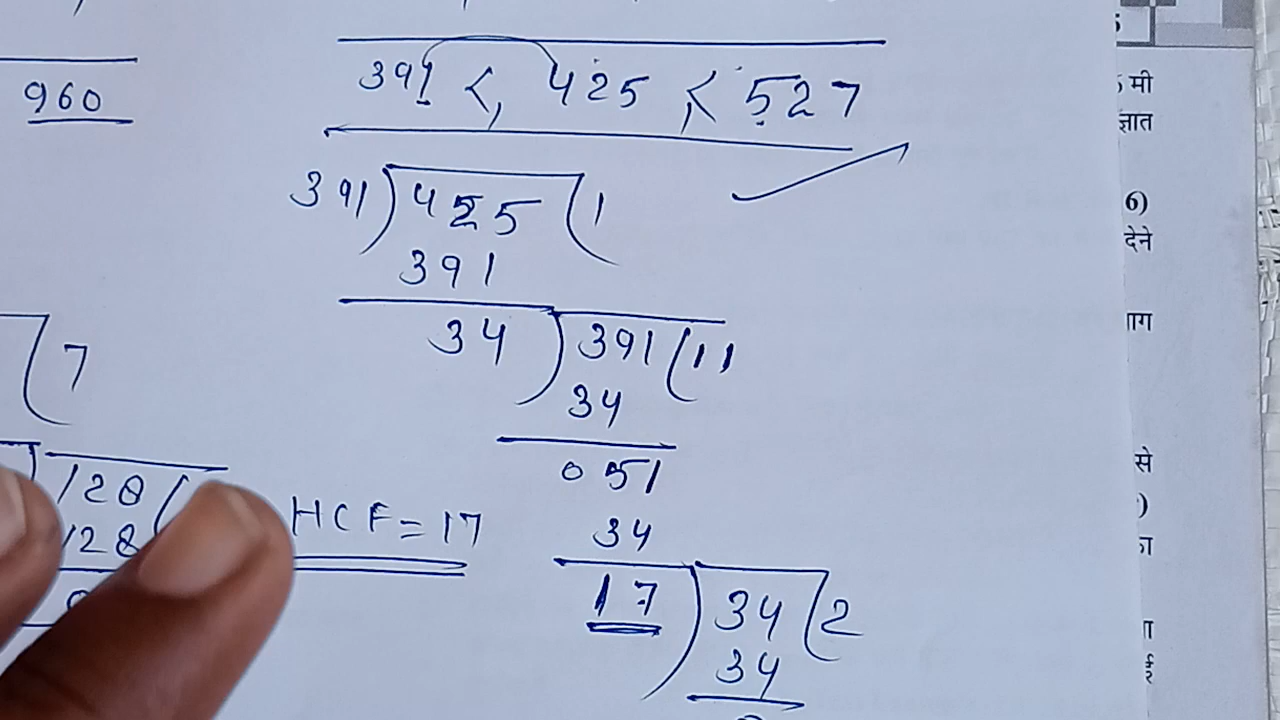 960
391 <, 425 ,< 527
391)425(1
391
34)391(11
34
051
34
17)34(2
34
7
128(
128
HCF=17
5
मी
ज्ञात
6)
देने
से
)